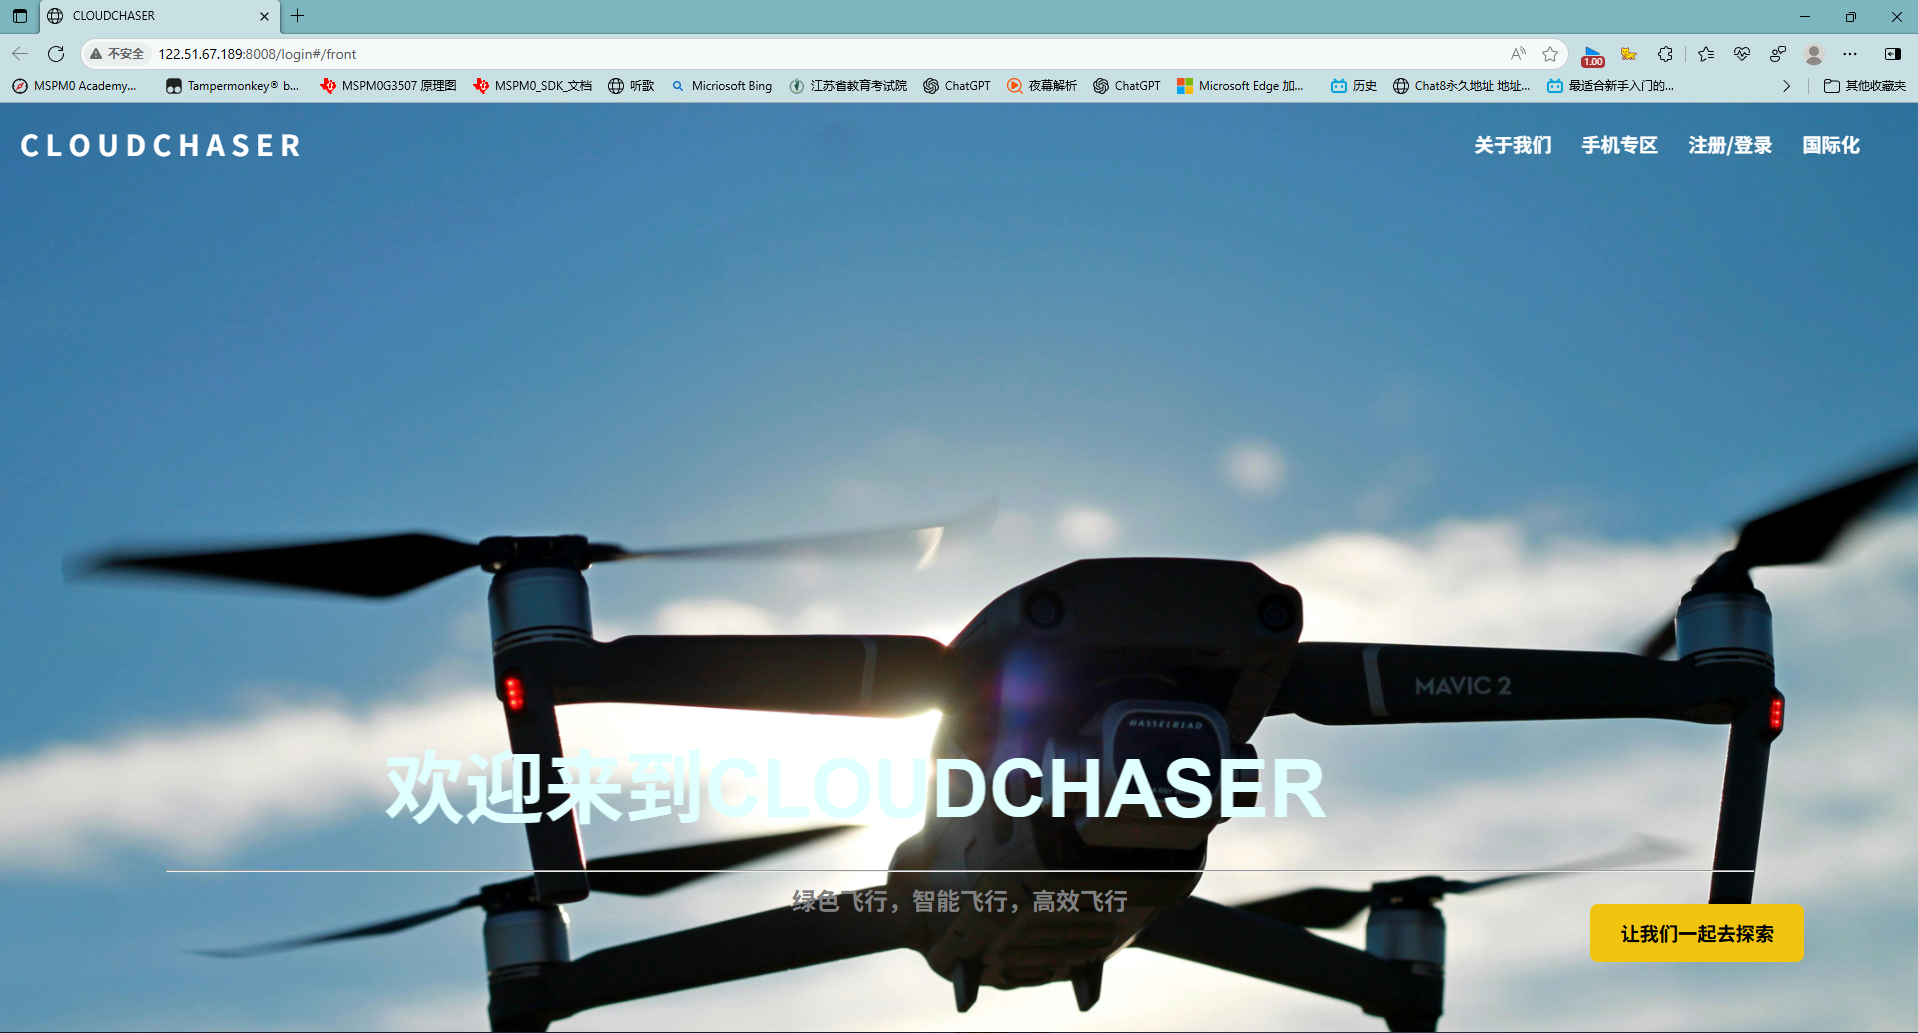 CLOUDCHASER
不安全
122.51.67.189:8008/login#/front
1.00
MSPM0 Academy...
Tampermonkey® b...
MSPM0G3507 原理图
MSPM0_SDK_文档
听歌
Miciriosoft Bing
江苏省教育考试院
ChatGPT
夜幕解析
ChatGPT
Microsoft Edge 加...
历史
Chat8永久地址 地址...
最适合新手入门的...
其他收藏夹
CLOUDCHASER
关于我们
手机专区
注册/登录
国际化
MAVIC 2
HASSELBLAD
欢迎来到CLOUDCHASER
绿色飞行，智能飞行，高效飞行
让我们一起去探索